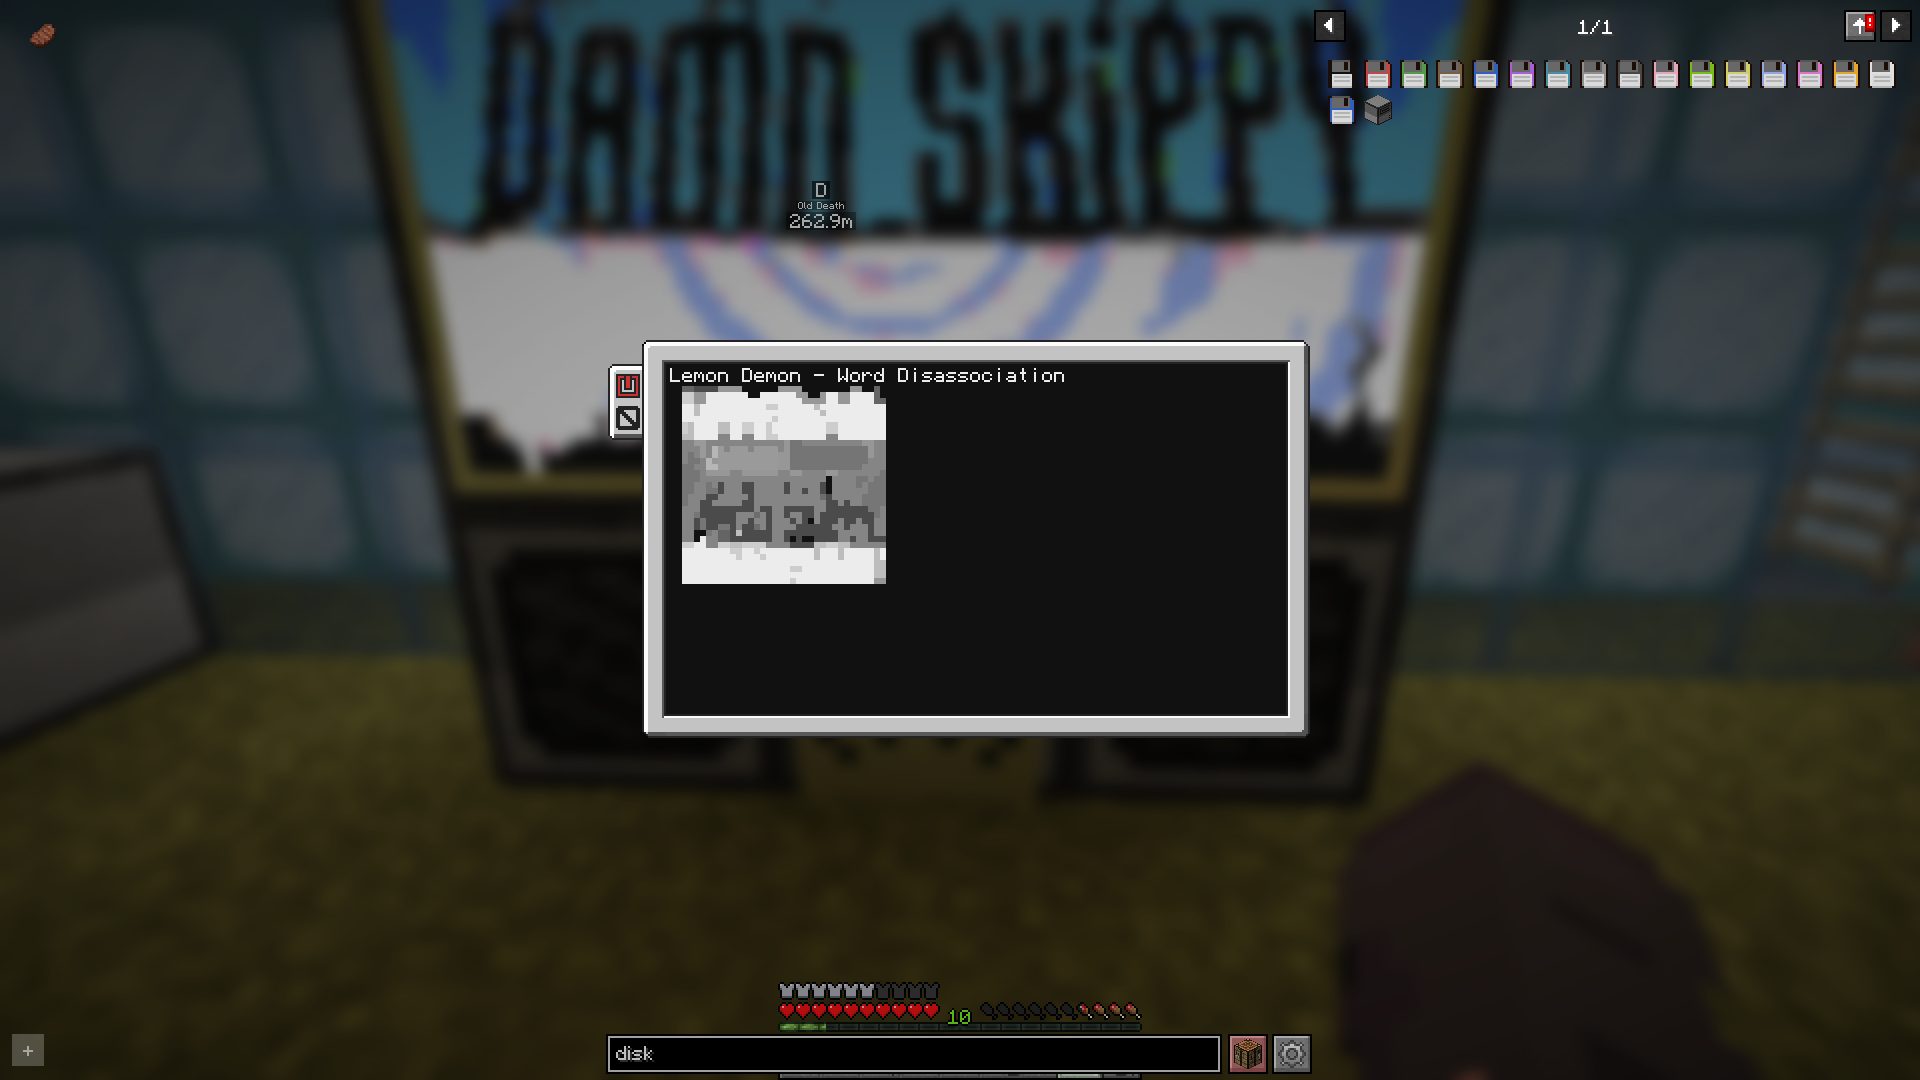 DAMN.SKiPPY
1/1
D
Old Death
262.9m
Lemon Demon - Word Disassociation
10
disk